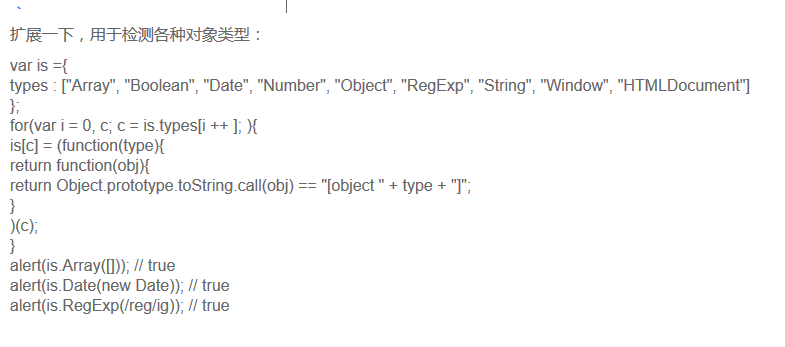 扩展一下，用于检测各种对象类型：
var is ={
types : ["Array", "Boolean", "Date", "Number", "Object", "RegExp", "String", "Window", "HTMLDocument"]
};
for(var i = 0, c; c = is.types[i ++ ]; ){
is[c] = (function(type){
return function(obj){
return Object.prototype.toString.call(obj) == "[object " + type + "]";
}
)(c);
}
alert(is.Array([])); // true
alert(is.Date(new Date)); // true
alert(is.RegExp(/reg/ig)); // true